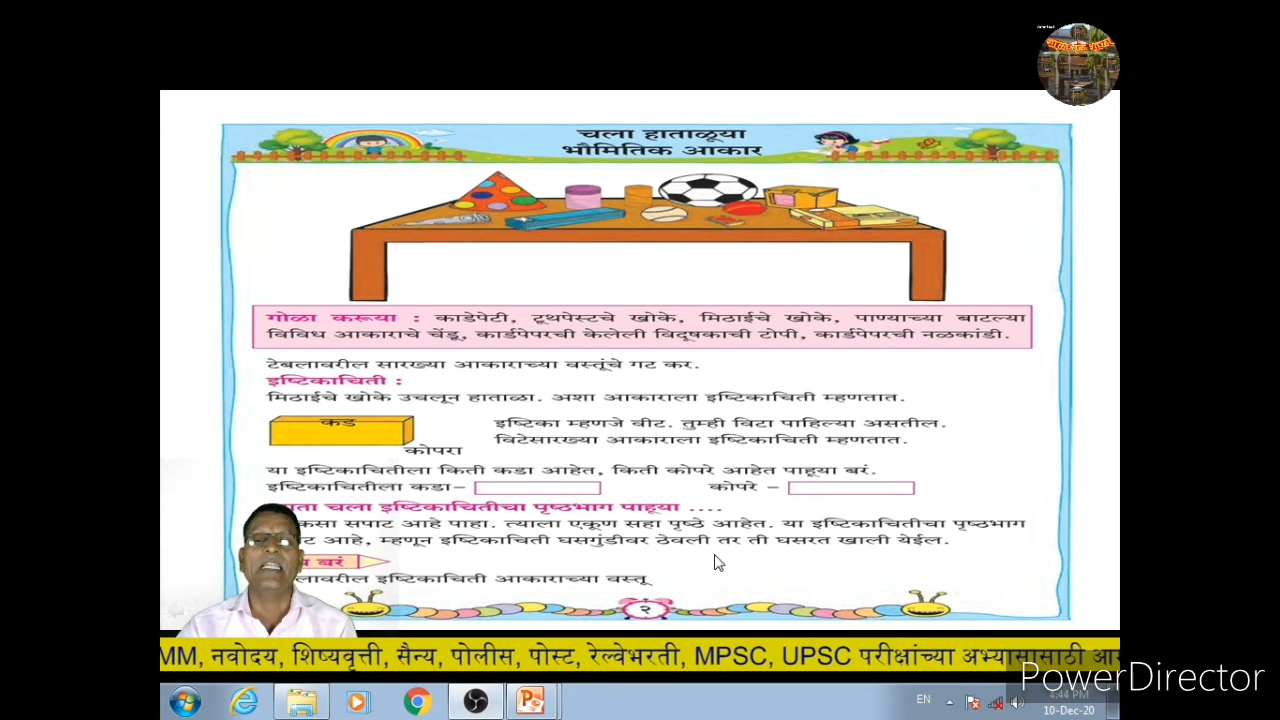 चला हाताळूया
भौमितिक आकार
गोळा करूया : काडेपेटी, टूथपेस्टचे खोके, मिठाईचे खोके, पाण्याच्या बाटल्या
विविध आकाराचे चेंडू, कार्डपेपरची केलेली विदूषकाची टोपी, कार्डपेपरची नळकांडी.
टेबलावरील सारख्या आकाराच्या वस्तूंचे गट कर.
इष्टिकाचिती :
मिठाईचे खोके उचलून हाताळा. अशा आकाराला इष्टिकाचिती म्हणतात.
कड
कोपरा
इष्टिका म्हणजे वीट. तुम्ही विटा पाहिल्या असतील.
विटेसारख्या आकाराला इष्टिकाचिती म्हणतात.
या इष्टिकाचितीला किती कडा आहेत, किती कोपरे आहेत पाहूया बरं.
इष्टिकाचितीला कडा– कोपरे –
चला इष्टिकाचितीचा पृष्ठभाग पाहूया ....
कसा सपाट आहे पाहा. त्याला एकूण सहा पृष्ठे आहेत. या इष्टिकाचितीचा पृष्ठभाग
आहे, म्हणून इष्टिकाचिती घसगुंडीवर ठेवली तर ती घसरत खाली येईल.
बरं
इष्टिकाचिती आकाराच्या वस्तू
२
MM, नवोदय, शिष्यवृत्ती, सैन्य, पोलीस, पोस्ट, रेल्वेभरती, MPSC, UPSC परीक्षांच्या अभ्यासासाठी
PowerDirector
EN
4:44 PM
10-Dec-20